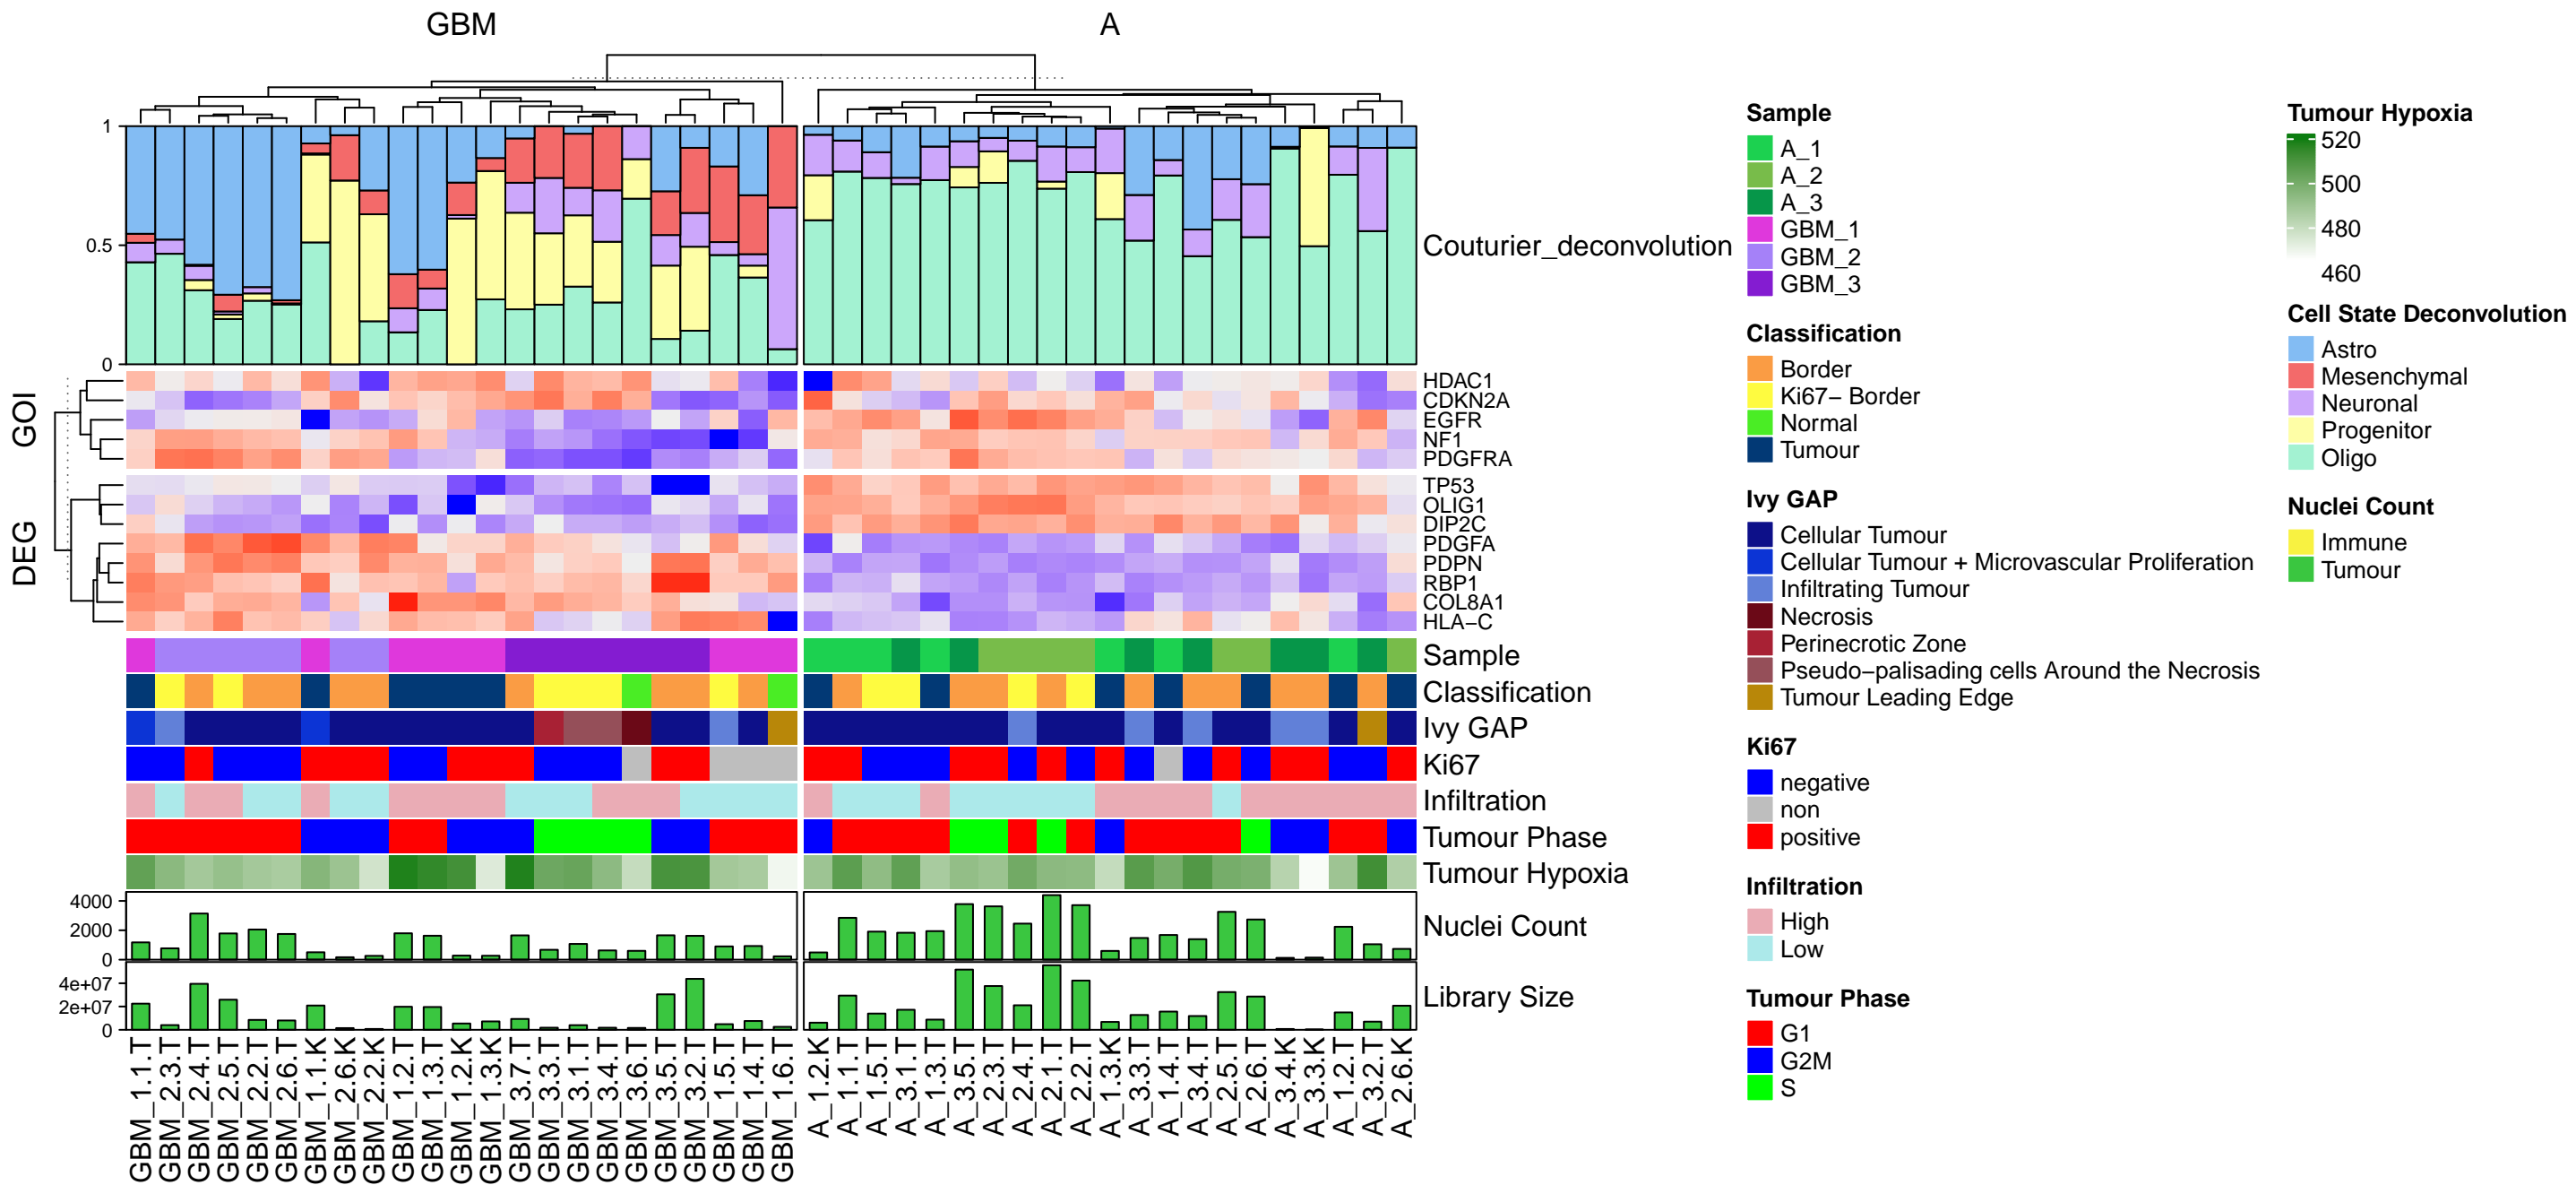 GBM
A
1
0.5
0
Couturier_deconvolution
GOI
HDAC1
CDKN2A
EGFR
NF1
PDGFRA
DEG
TP53
OLIG1
DIP2C
PDGFA
PDPN
RBP1
COL8A1
HLA−C
Sample
Classification
Ivy GAP
Ki67
Infiltration
Tumour Phase
Tumour Hypoxia
4000
2000
0
Nuclei Count
4e+07
2e+07
0
Library Size
GBM_1.1.T
GBM_2.3.T
GBM_2.4.T
GBM_2.5.T
GBM_2.2.T
GBM_2.6.T
GBM_1.1.K
GBM_2.6.K
GBM_2.2.K
GBM_1.2.T
GBM_1.3.T
GBM_1.2.K
GBM_1.3.K
GBM_3.7.T
GBM_3.3.T
GBM_3.1.T
GBM_3.4.T
GBM_3.6.T
GBM_3.5.T
GBM_3.2.T
GBM_1.5.T
GBM_1.4.T
GBM_1.6.T
A_1.2.K
A_1.1.T
A_1.5.T
A_3.1.T
A_1.3.T
A_3.5.T
A_2.3.T
A_2.4.T
A_2.1.T
A_2.2.T
A_1.3.K
A_3.3.T
A_1.4.T
A_3.4.T
A_2.5.T
A_2.6.T
A_3.4.K
A_3.3.K
A_1.2.T
A_3.2.T
A_2.6.K
Sample
A_1
A_2
A_3
GBM_1
GBM_2
GBM_3
Classification
Border
Ki67− Border
Normal
Tumour
Ivy GAP
Cellular Tumour
Cellular Tumour + Microvascular Proliferation
Infiltrating Tumour
Necrosis
Perinecrotic Zone
Pseudo−palisading cells Around the Necrosis
Tumour Leading Edge
Ki67
negative
non
positive
Infiltration
High
Low
Tumour Phase
G1
G2M
S
Tumour Hypoxia
520
500
480
460
Cell State Deconvolution
Astro
Mesenchymal
Neuronal
Progenitor
Oligo
Nuclei Count
Immune
Tumour